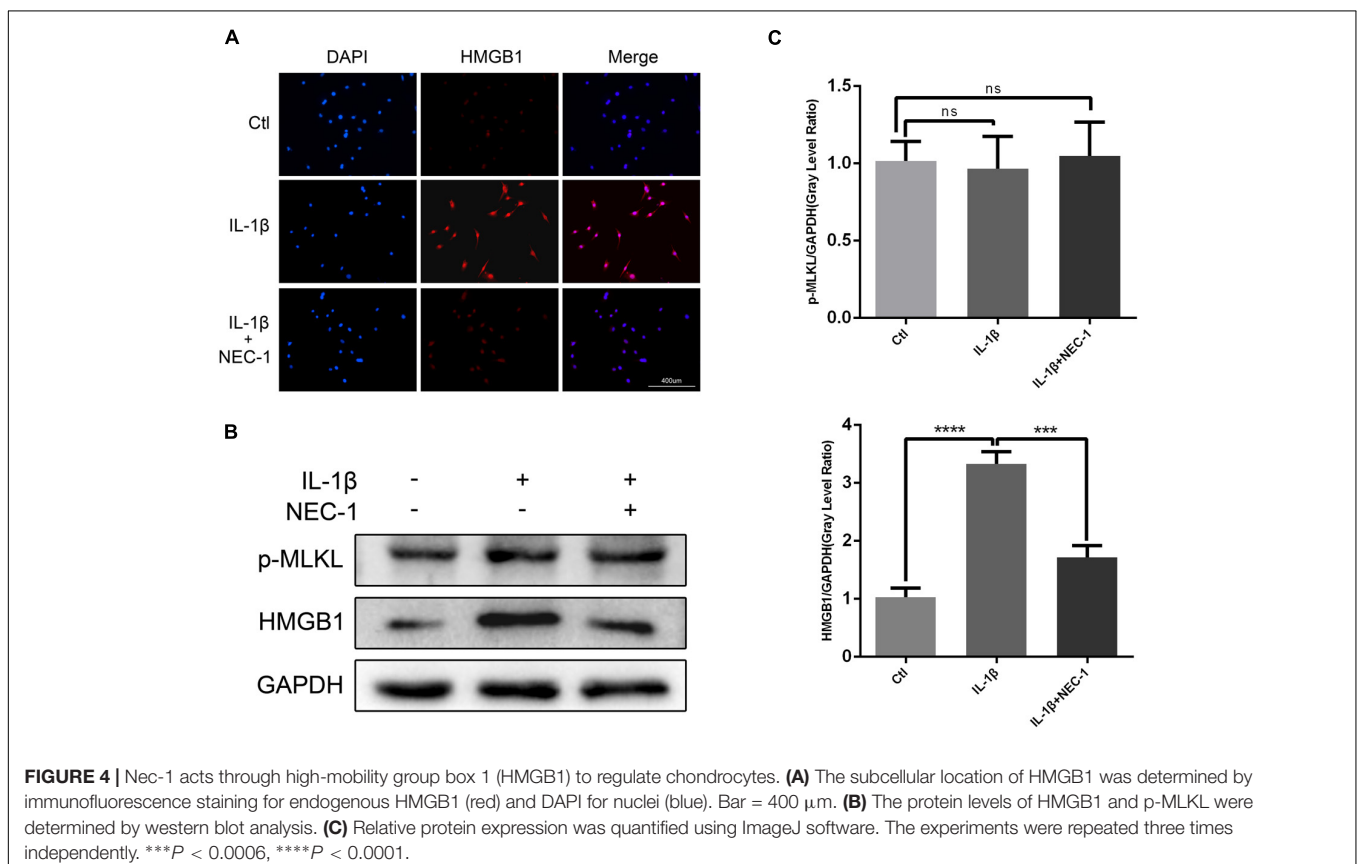 A
DAPI HMGB1 Merge
Ctl
IL-1β
IL-1β
+
NEC-1
400um
B
IL-1β - + +
NEC-1 - - +
p-MLKL
HMGB1
GAPDH
C
p-MLKL/GAPDH(Gray Level Ratio)
1.5
1.0
0.5
0.0
ns
ns
Ctl
IL-1β
IL-1β+NEC-1
HMGB1/GAPDH(Gray Level Ratio)
4
3
2
1
0
**** ***
Ctl
IL-1β
IL-1β+NEC-1
FIGURE 4 | Nec-1 acts through high-mobility group box 1 (HMGB1) to regulate chondrocytes. (A) The subcellular location of HMGB1 was determined by
immunofluorescence staining for endogenous HMGB1 (red) and DAPI for nuclei (blue). Bar = 400 μm. (B) The protein levels of HMGB1 and p-MLKL were
determined by western blot analysis. (C) Relative protein expression was quantified using ImageJ software. The experiments were repeated three times
independently. ***P < 0.0006, ****P < 0.0001.